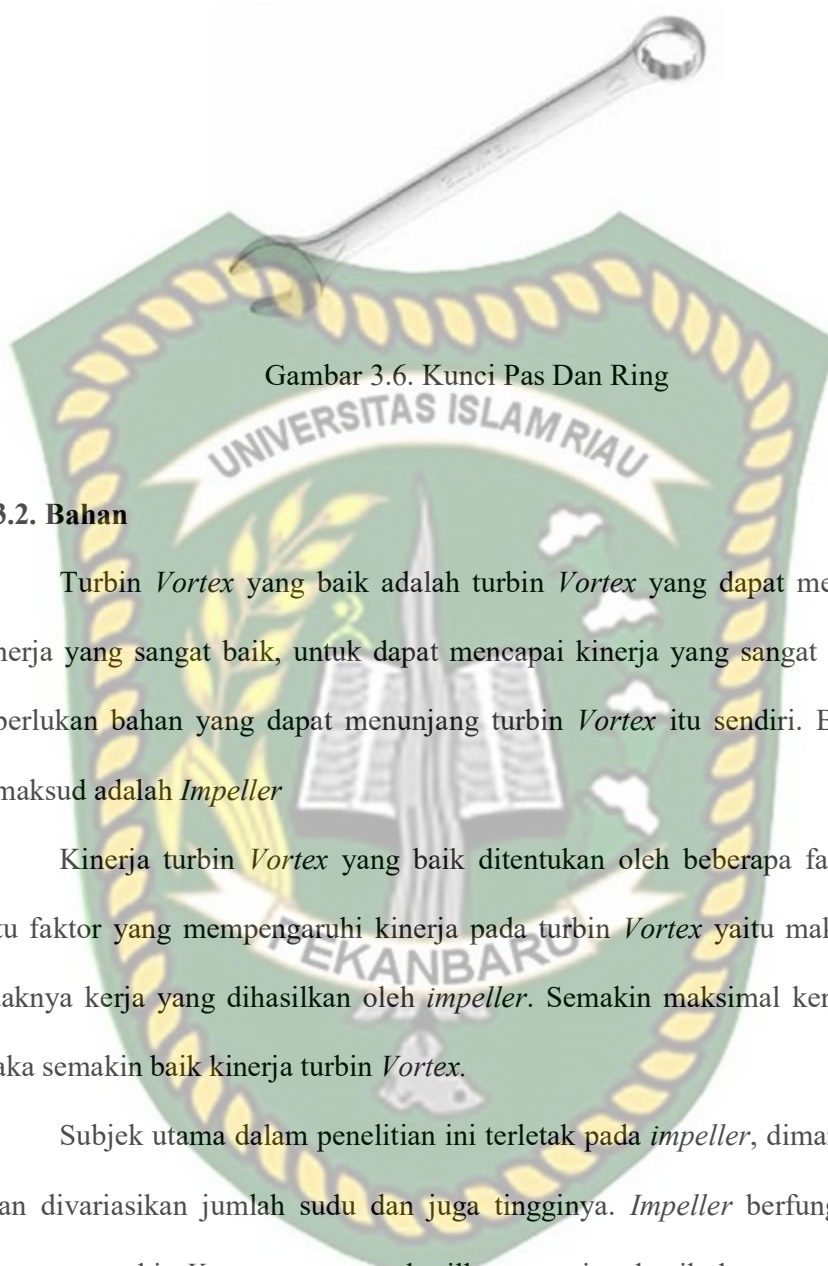 Gambar 3.6. Kunci Pas Dan Ring
UNIVERSITAS ISLAM RIAU
3.2. Bahan
Turbin Vortex yang baik adalah turbin Vortex yang dapat me
nerja yang sangat baik, untuk dapat mencapai kinerja yang sangat
perlukan bahan yang dapat menunjang turbin Vortex itu sendiri. B
maksud adalah Impeller
Kinerja turbin Vortex yang baik ditentukan oleh beberapa fa
tu faktor yang mempengaruhi kinerja pada turbin Vortex yaitu mak
PEKANBARU
daknya kerja yang dihasilkan oleh impeller. Semakin maksimal ker
aka semakin baik kinerja turbin Vortex.
Subjek utama dalam penelitian ini terletak pada impeller, dimar
an divariasikan jumlah sudu dan juga tingginya. Impeller berfung